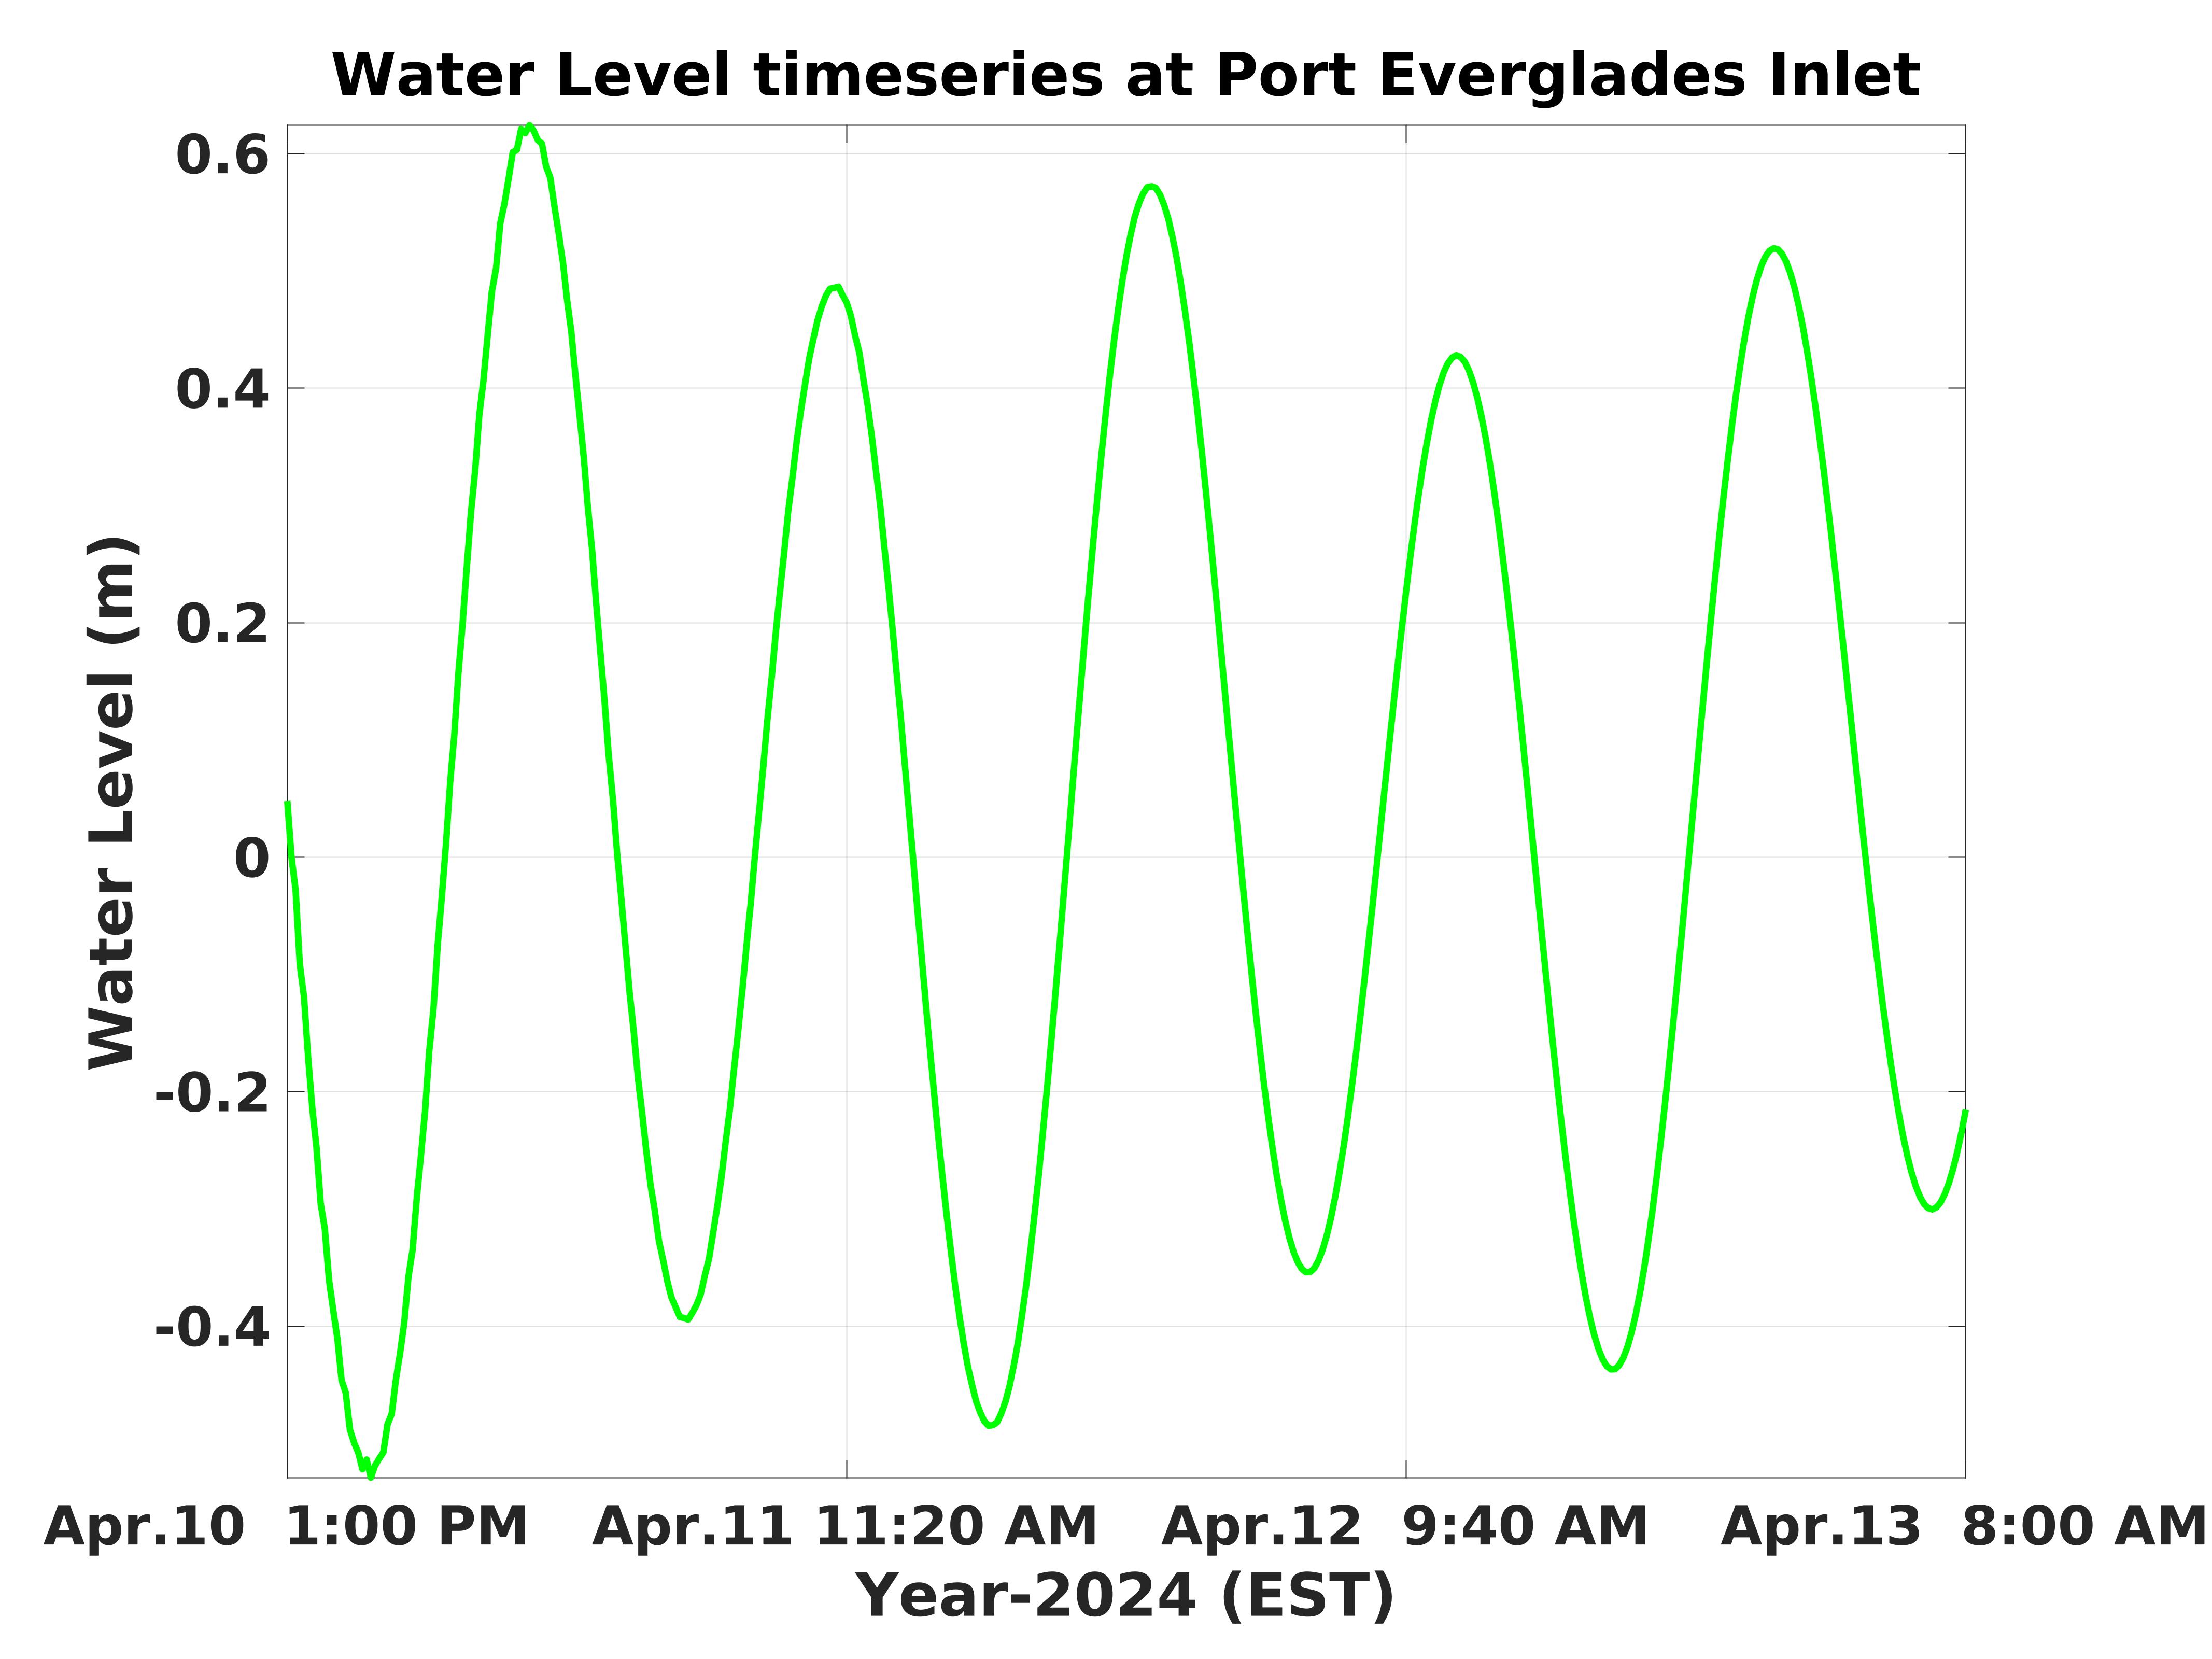 Water Level timeseries at Port Everglades Inlet
0.6
0.4
0.2
0
-0.2
-0.4
Water Level (m)
Apr.10  1:00 PM Apr.11 11:20 AM Apr.12  9:40 AM Apr.13  8:00 AM
Year-2024 (EST)